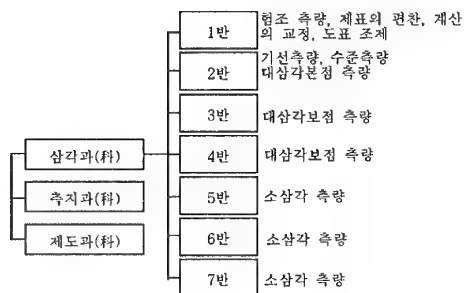 1반
험조 측량, 제표의 편찬, 계산
의 교정, 도표 조제
2반
기선측량, 수준측량
대삼각본점 측량
3반
대삼각보점 측량
삼각과(科)
4반
대삼각보점 측량
측지과(科)
5반
소삼각 측량
제도과(科)
6반
소삼각 측량
7반
소삼각 측량